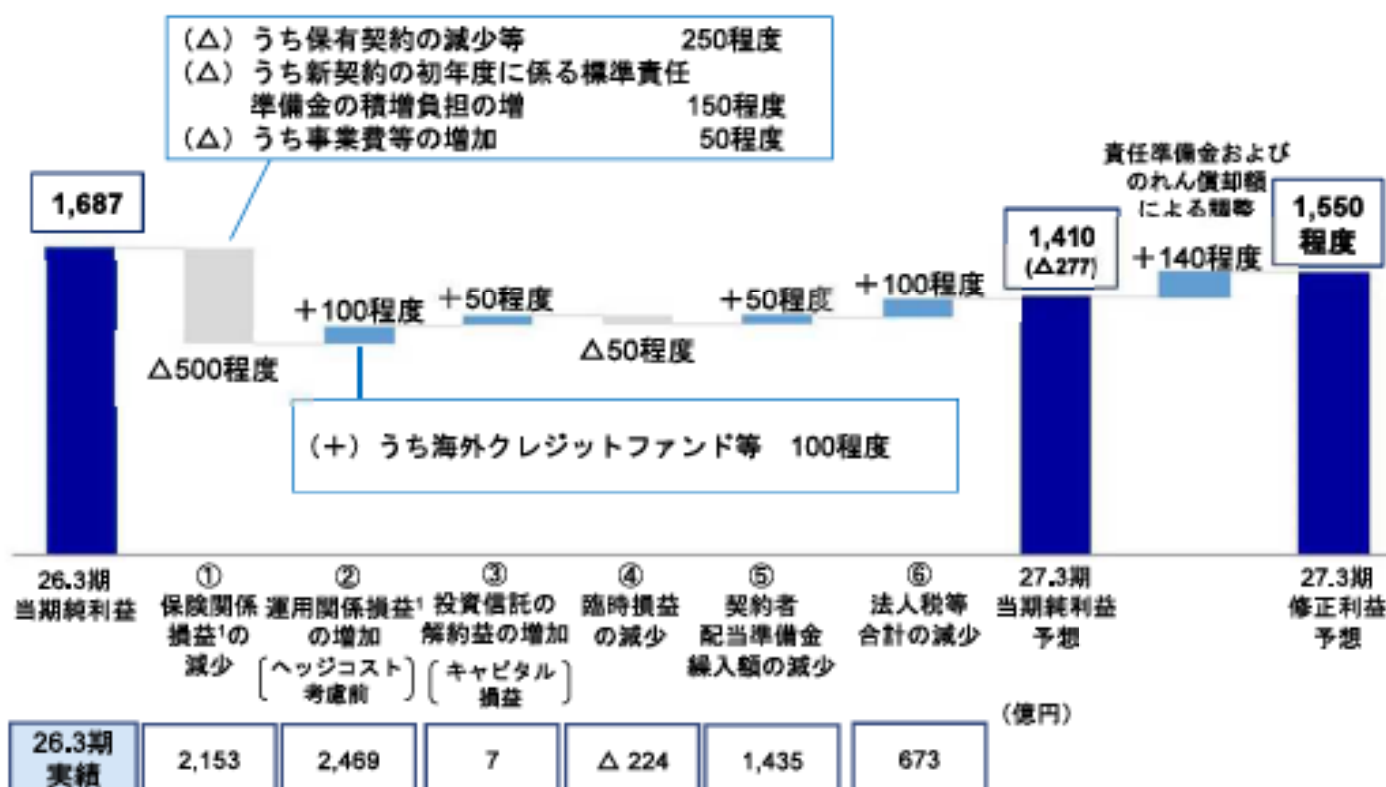 （△）うち保有契約の減少等 250程度
（△）うち新契約の初年度に係る標準責任
準備金の積増負担の増 150程度
（△）うち事業費等の増加 50程度
責任準備金および
のれん償却額
による調整
1,687
1,410
(△277)
1,550
程度
＋140程度
＋100程度
＋50程度
＋50程度
＋100程度
△500程度
△50程度
（＋）うち海外クレジットファンド等 100程度
26.3期
当期純利益
①
保険関係
損益¹の
減少
②
運用関係損益¹
の増加
ヘッジコスト
考慮前
③
投資信託の
解約益の増加
キャピタル
損益
④
臨時損益
の減少
⑤
契約者
配当準備金
繰入額の減少
⑥
法人税等
合計の減少
27.3期
当期純利益
予想
27.3期
修正利益
予想
（億円）
26.3期
実績
2,153
2,469
7
△ 224
1,435
673